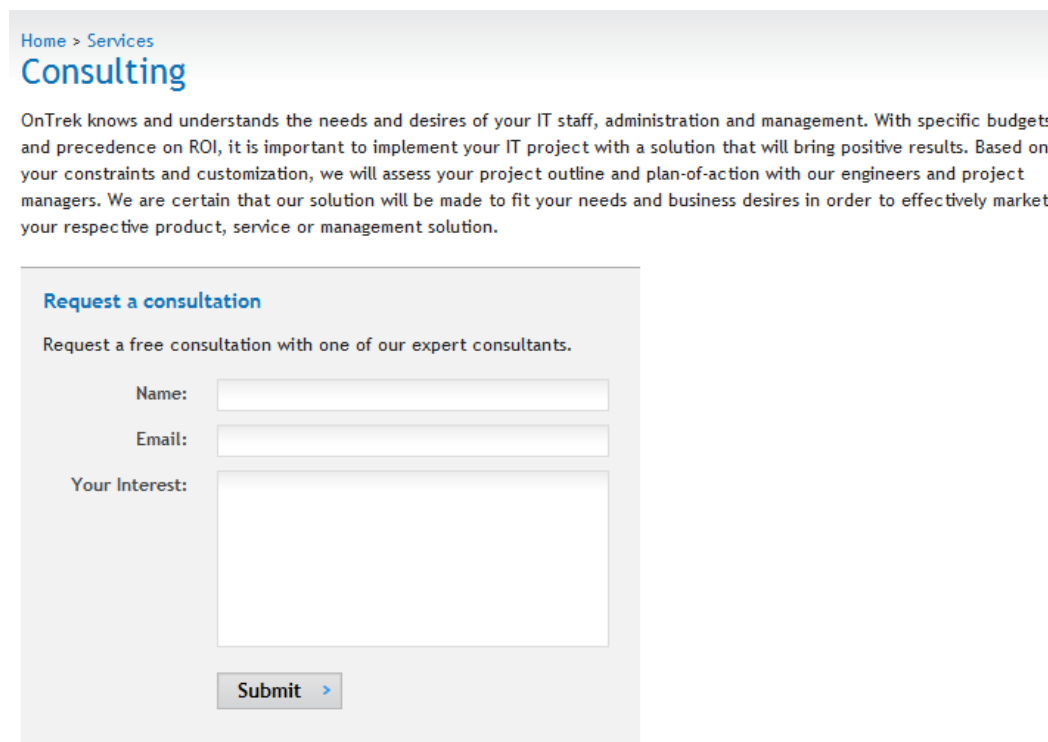 Home > Services
Consulting
OnTrek knows and understands the needs and desires of your IT staff, administration and management. With specific budgets
and precedence on ROI, it is important to implement your IT project with a solution that will bring positive results. Based on
your constraints and customization, we will assess your project outline and plan-of-action with our engineers and project
managers. We are certain that our solution will be made to fit your needs and business desires in order to effectively market
your respective product, service or management solution.
Request a consultation
Request a free consultation with one of our expert consultants.
Name:
Email:
Your Interest:
Submit >